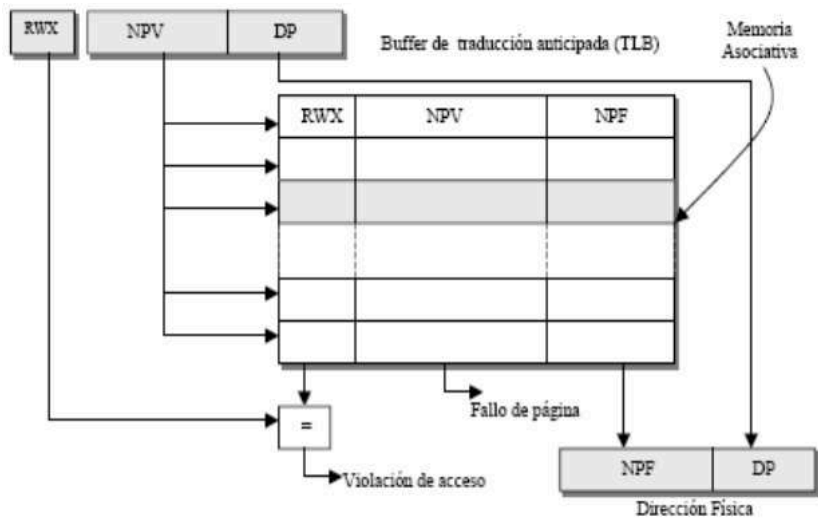 RWX
NPV
DP
Buffer de traducción anticipada (TLB)
Memoria
Asociativa
RWX
NPV
NPF
Fallo de página
=
Violación de acceso
NPF
DP
Dirección Física